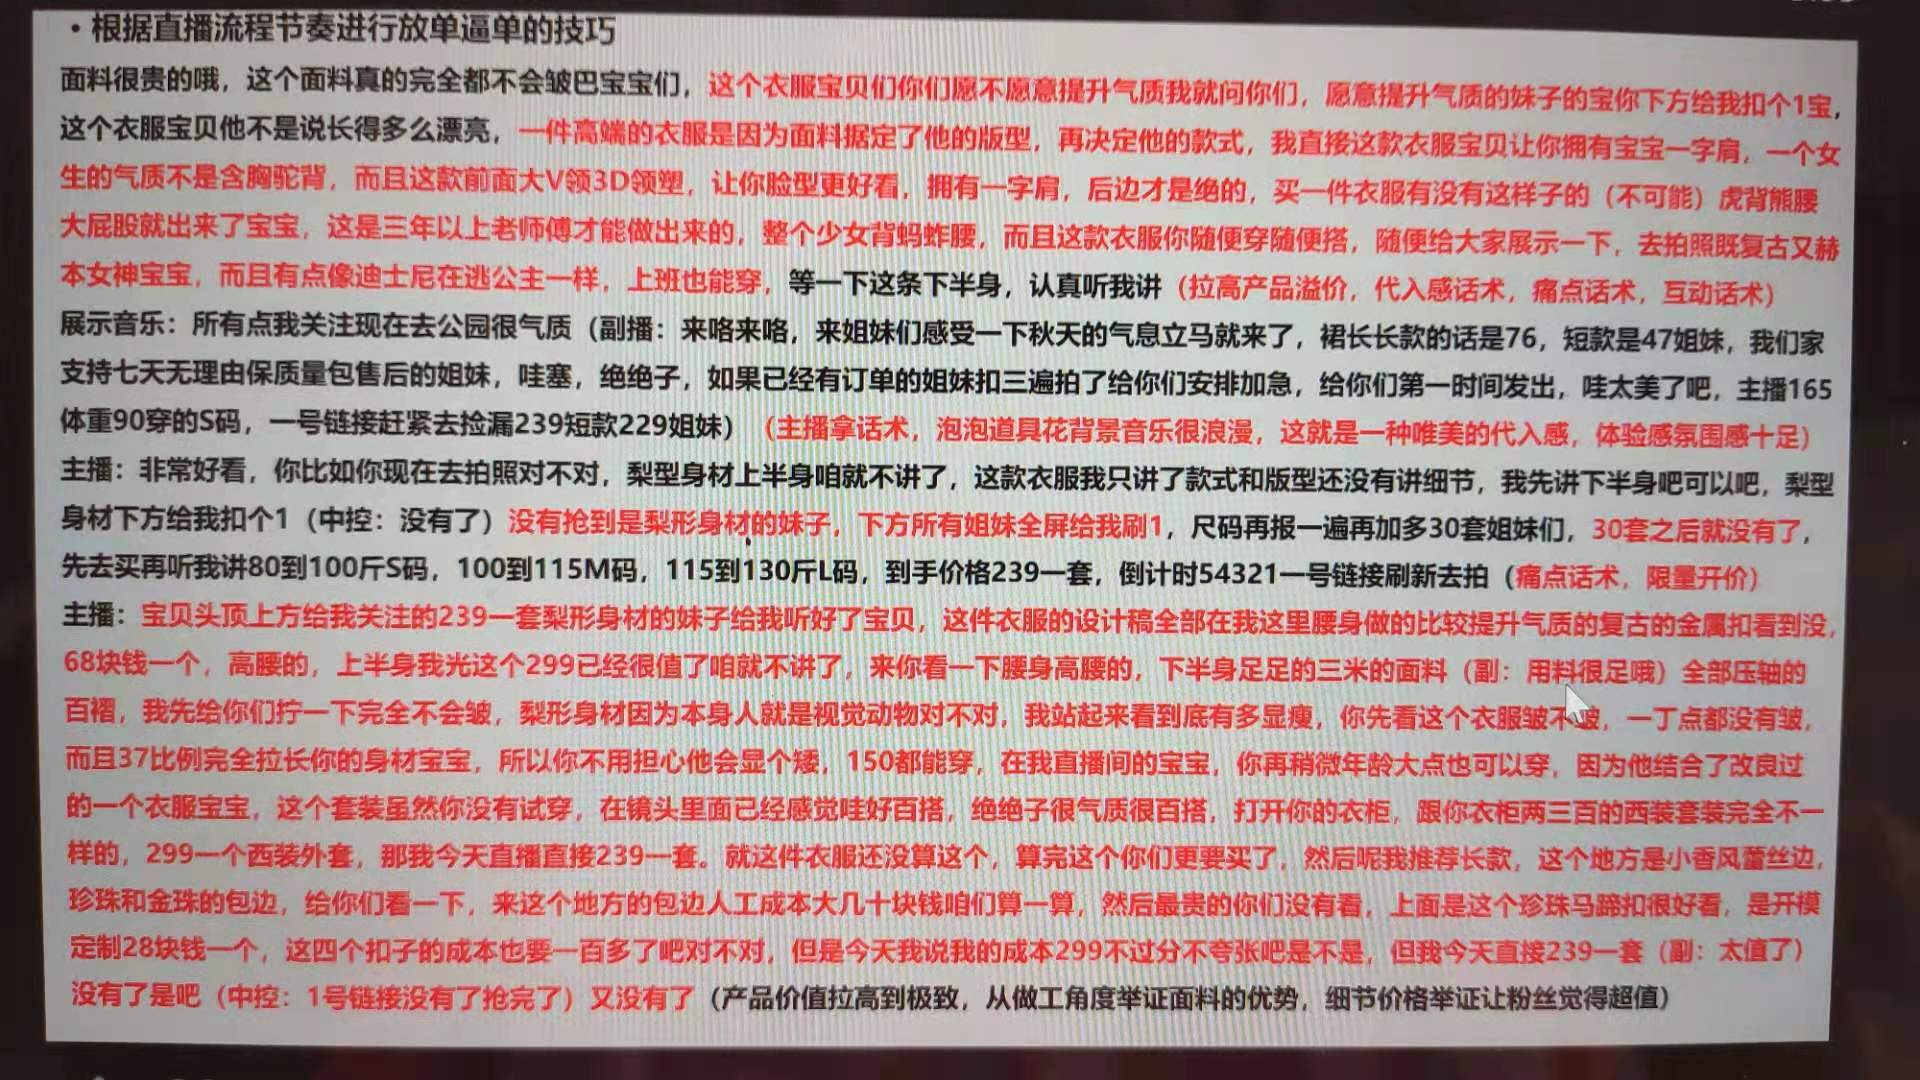 • 根据直播流程节奏进行放单逼单的技巧
面料很贵的哦，这个面料真的完全都不会皱巴宝宝们，这个衣服宝贝们你们愿不愿意提升气质我就问你们，愿意提升气质的妹子的宝你下方给我扣个1宝，
这个衣服宝贝他不是说长得多么漂亮，一件高端的衣服是因为面料据定了他的版型，再决定他的款式，我直接这款衣服宝贝让你拥有宝宝一字肩，一个女
生的气质不是含胸驼背，而且这款前面大V领3D领塑，让你脸型更好看，拥有一字肩，后边才是绝的，买一件衣服有没有这样子的（不可能）虎背熊腰
大屁股就出来了宝宝，这是三年以上老师傅才能做出来的，整个少女背蚂蚱腰，而且这款衣服你随便穿随便搭，随便给大家展示一下，去拍照既复古又赫
本女神宝宝，而且有点像迪士尼在逃公主一样，上班也能穿，等一下这条下半身，认真听我讲（拉高产品溢价，代入感话术，痛点话术，互动话术）
展示音乐：所有点我关注现在去公园很气质（副播：来咯来咯，来姐妹们感受一下秋天的气息立马就来了，裙长长款的话是76，短款是47姐妹，我们家
支持七天无理由保质量包售后的姐妹，哇塞，绝绝子，如果已经有订单的姐妹扣三遍拍了给你们安排加急，给你们第一时间发出，哇太美了吧，主播165
体重90穿的S码，一号链接赶紧去捡漏239短款229姐妹）（主播拿话术，泡泡道具花背景音乐很浪漫，这就是一种唯美的代入感，体验感氛围感十足）
主播：非常好看，你比如你现在去拍照对不对，梨型身材上半身咱就不讲了，这款衣服我只讲了款式和版型还没有讲细节，我先讲下半身吧可以吧，梨型
身材下方给我扣个1（中控：没有了）没有抢到是梨形身材的妹子，下方所有姐妹全屏给我刷1，尺码再报一遍再加多30套姐妹们，30套之后就没有了，
先去买再听我讲80到100斤S码，100到115M码，115到130斤L码，到手价格239一套，倒计时54321一号链接刷新去拍（痛点话术，限量开价）
主播：宝贝头顶上方给我关注的239一套梨形身材的妹子给我听好了宝贝，这件衣服的设计稿全部在我这里腰身做的比较提升气质的复古的金属扣看到没，
68块钱一个，高腰的，上半身我光这个299已经很值了咱就不讲了，来你看一下腰身高腰的，下半身足足的三米的面料（副：用料很足哦）全部压轴的
百褶，我先给你们拧一下完全不会皱，梨形身材因为本身人就是视觉动物对不对，我站起来看到底有多显瘦，你先看这个衣服皱不皱，一丁点都没有皱，
而且37比例完全拉长你的身材宝宝，所以你不用担心他会显个矮，150都能穿，在我直播间的宝宝，你再稍微年龄大点也可以穿，因为他结合了改良过
的一个衣服宝宝，这个套装虽然你没有试穿，在镜头里面已经感觉哇好百搭，绝绝子很气质很百搭，打开你的衣柜，跟你衣柜两三百的西装套装完全不一
样的，299一个西装外套，那我今天直播直接239一套。就这件衣服还没算这个，算完这个你们更要买了，然后呢我推荐长款，这个地方是小香风蕾丝边，
珍珠和金珠的包边，给你们看一下，来这个地方的包边人工成本大几十块钱咱们算一算，然后最贵的你们没有看，上面是这个珍珠马蹄扣很好看，是开模
定制28块钱一个，这四个扣子的成本也要一百多了吧对不对，但是今天我说我的成本299不过分不夸张吧是不是，但我今天直接239一套（副：太值了）
没有了是吧（中控：1号链接没有了抢完了）又没有了（产品价值拉高到极致，从做工角度举证面料的优势，细节价格举证让粉丝觉得超值）